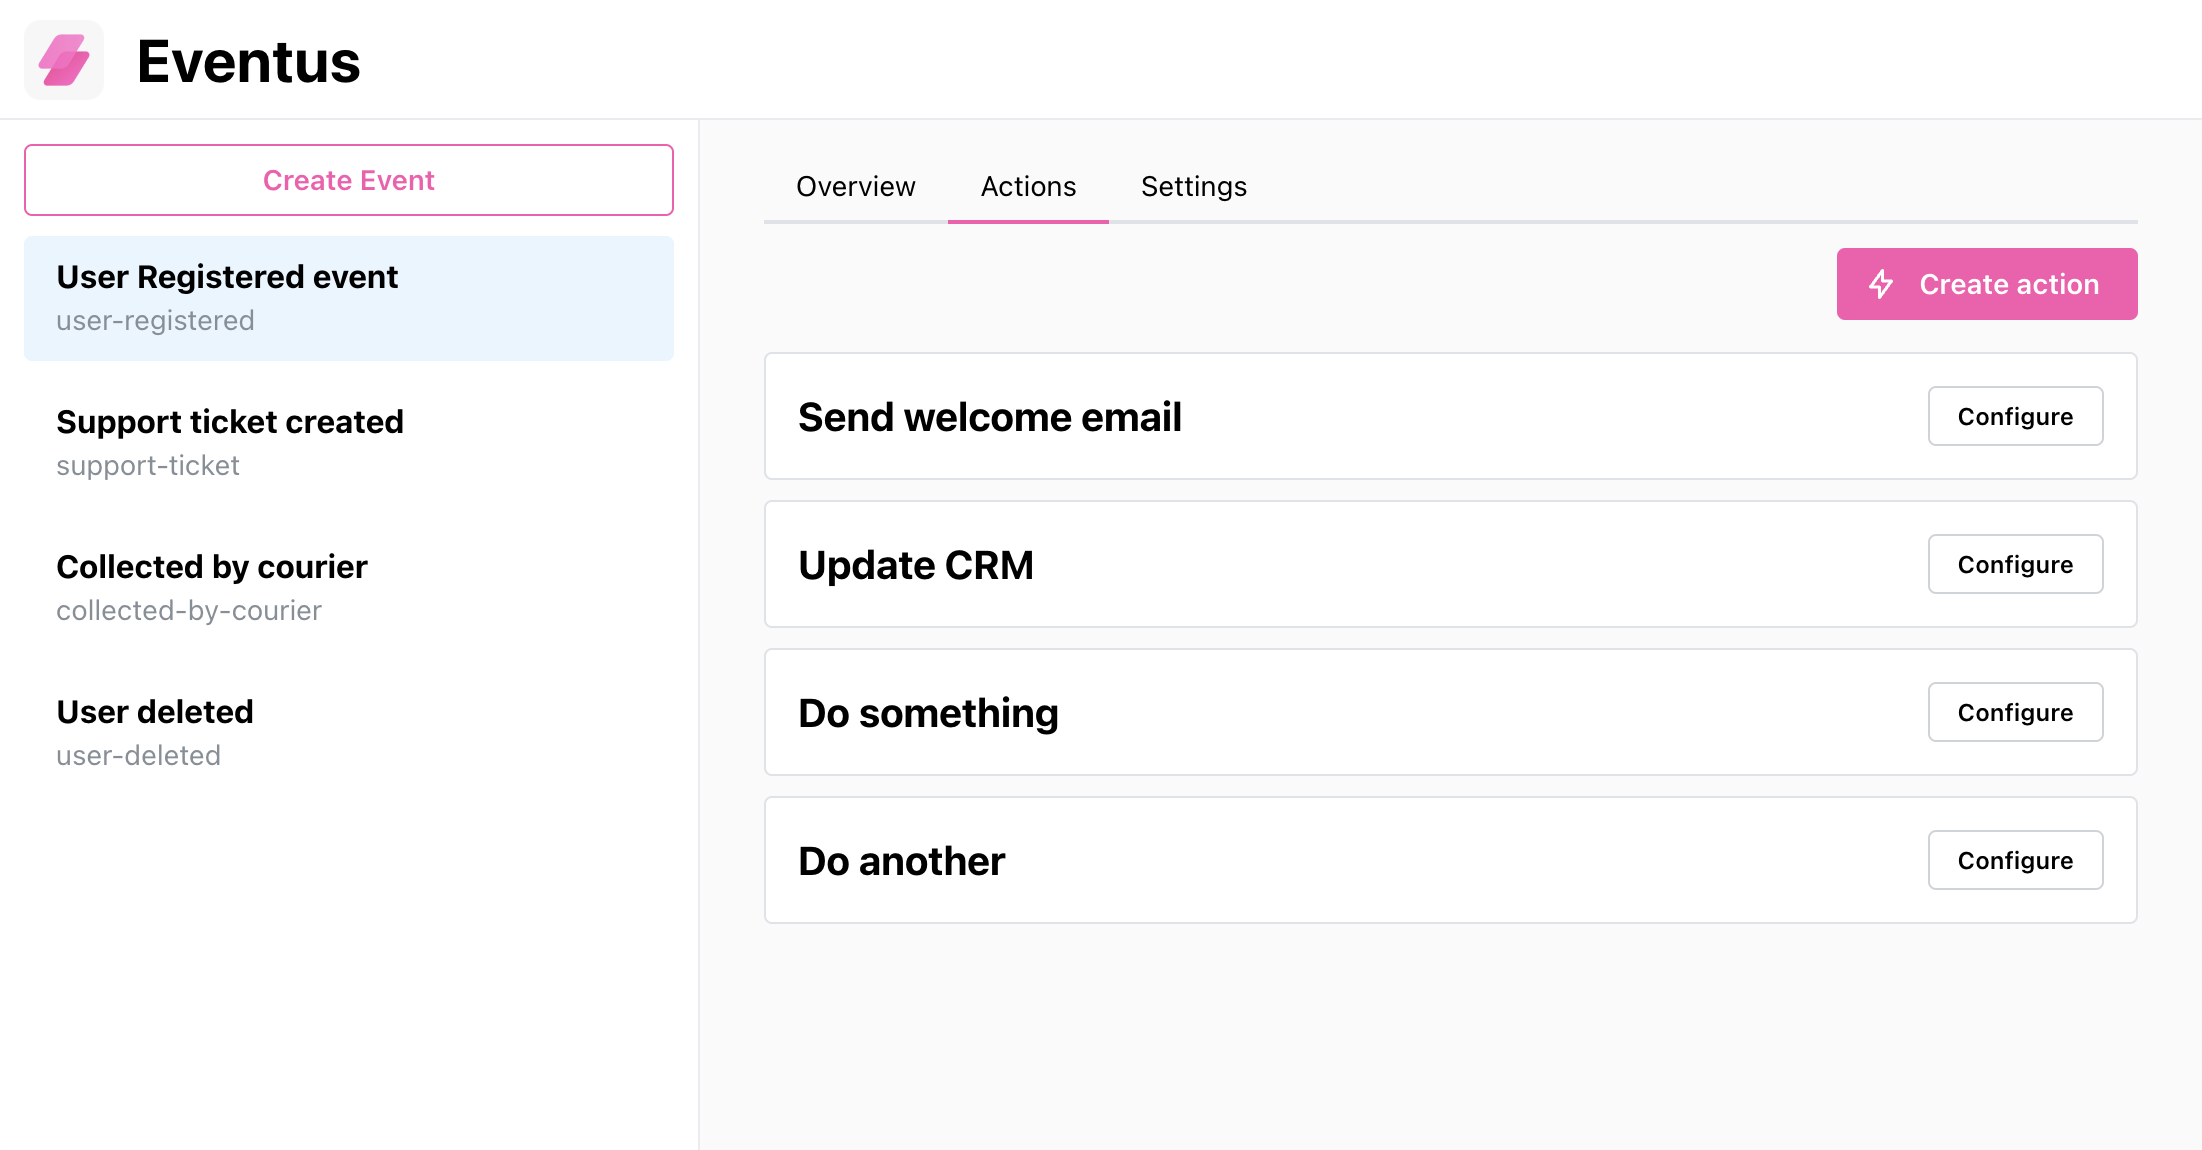 Eventus
Create Event
User Registered event
user-registered
Support ticket created
support-ticket
Collected by courier
collected-by-courier
User deleted
user-deleted
Overview Actions Settings
Create action
Send welcome email Configure
Update CRM Configure
Do something Configure
Do another Configure